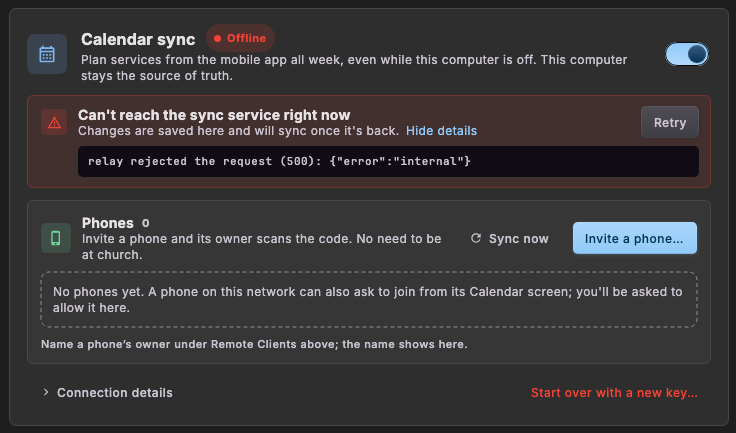 Calendar sync
Offline
Plan services from the mobile app all week, even while this computer is off. This computer
stays the source of truth.
Can't reach the sync service right now
Changes are saved here and will sync once it's back. Hide details
Retry
relay rejected the request (500): {"error":"internal"}
Phones 0
Invite a phone and its owner scans the code. No need to be
at church.
Sync now
Invite a phone...
No phones yet. A phone on this network can also ask to join from its Calendar screen; you'll be asked to
allow it here.
Name a phone’s owner under Remote Clients above; the name shows here.
Connection details
Start over with a new key...